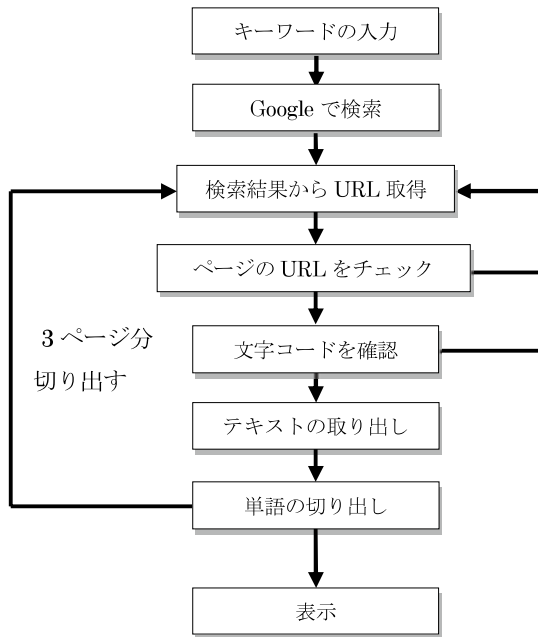 キーワードの入力
Google で検索
検索結果から URL 取得
ページの URL をチェック
3 ページ分
切り出す
文字コードを確認
テキストの取り出し
単語の切り出し
表示